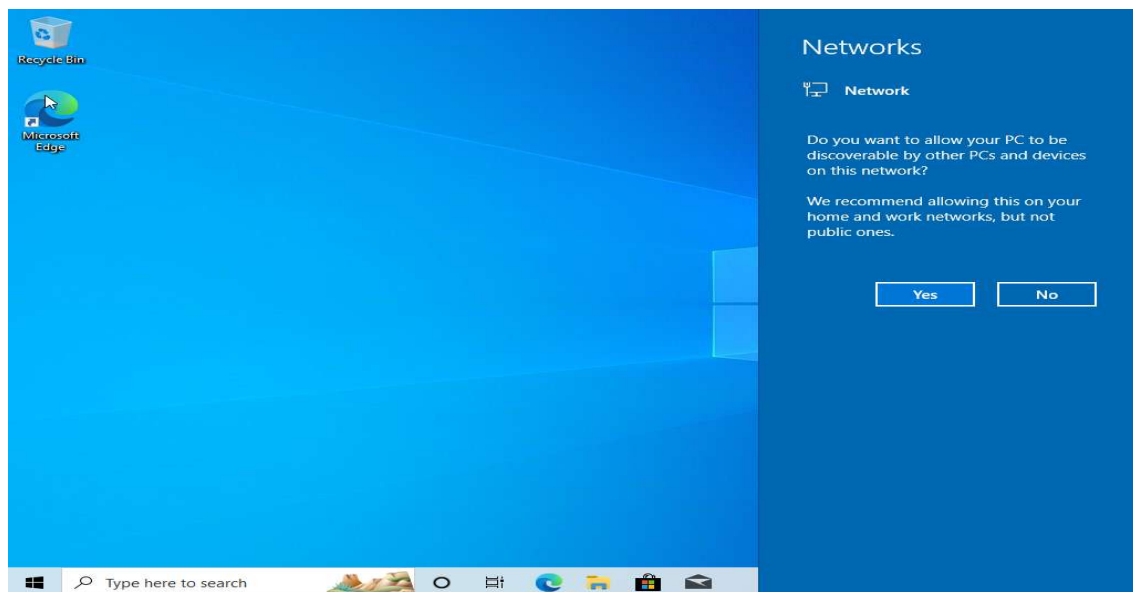 Recycle Bin
Microsoft
Edge
Networks
Network
Do you want to allow your PC to be
discoverable by other PCs and devices
on this network?
We recommend allowing this on your
home and work networks, but not
public ones.
Yes
No
Type here to search